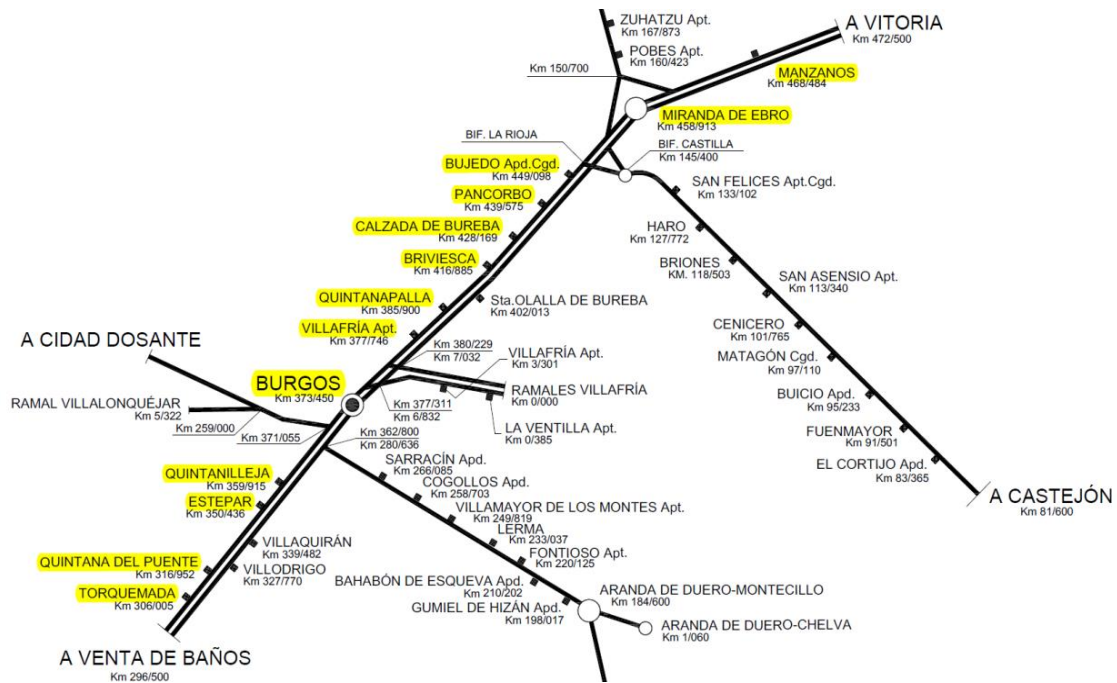 ZUHATZU Apt.
Km 167/873
POBES Apt.
Km 160/423
A VITORIA
Km 472/500
Km 150/700
MANZANOS
Km 468/484
MIRANDA DE EBRO
Km 458/913
BIF. LA RIOJA
BIF. CASTILLA
Km 145/400
BUJEDO Apd.Cgd.
Km 449/098
SAN FELICES Apt.Cgd.
Km 133/102
PANCORBO
Km 439/575
HARO
Km 127/772
CALZADA DE BUREBA
Km 428/169
BRIONES
KM. 118/503
BRIVIESCA
Km 416/885
SAN ASENSIO Apt.
Km 113/340
QUINTANAPALLA
Km 385/900
Sta.OLALLA DE BUREBA
Km 402/013
CENICERO
Km 101/765
VILLAFRÍA Apt.
Km 377/746
A CIDAD DOSANTE
Km 380/229
Km 7/032
VILLAFRÍA Apt.
Km 3/301
MATAGÓN Cgd.
Km 97/110
BURGOS
Km 373/450
RAMALES VILLAFRÍA
Km 0/000
BUICIO Apd.
Km 95/233
RAMAL VILLALONQUÉJAR
Km 5/322
Km 259/000
Km 371/055
Km 377/311
Km 6/832
LA VENTILLA Apt.
Km 0/385
FUENMAYOR
Km 91/501
Km 362/800
Km 280/636
EL CORTIJO Apd.
Km 83/365
SARRACÍN Apd.
Km 266/085
QUINTANILLEJA
Km 359/915
COGOLLOS Apd.
Km 258/703
A CASTEJÓN
Km 81/600
ESTEPAR
Km 350/436
VILLAMAYOR DE LOS MONTES Apt.
Km 249/819
LERMA
Km 233/037
VILLAQUIRÁN
Km 339/482
FONTIOSO Apt.
Km 220/125
QUINTANA DEL PUENTE
Km 316/952
VILLODRIGO
Km 327/770
BAHABÓN DE ESQUEVA Apd.
Km 210/202
ARANDA DE DUERO-MONTECILLO
Km 184/600
TORQUEMADA
Km 306/005
GUMIEL DE HIZÁN Apd.
Km 198/017
ARANDA DE DUERO-CHELVA
Km 1/060
A VENTA DE BAÑOS
Km 296/500